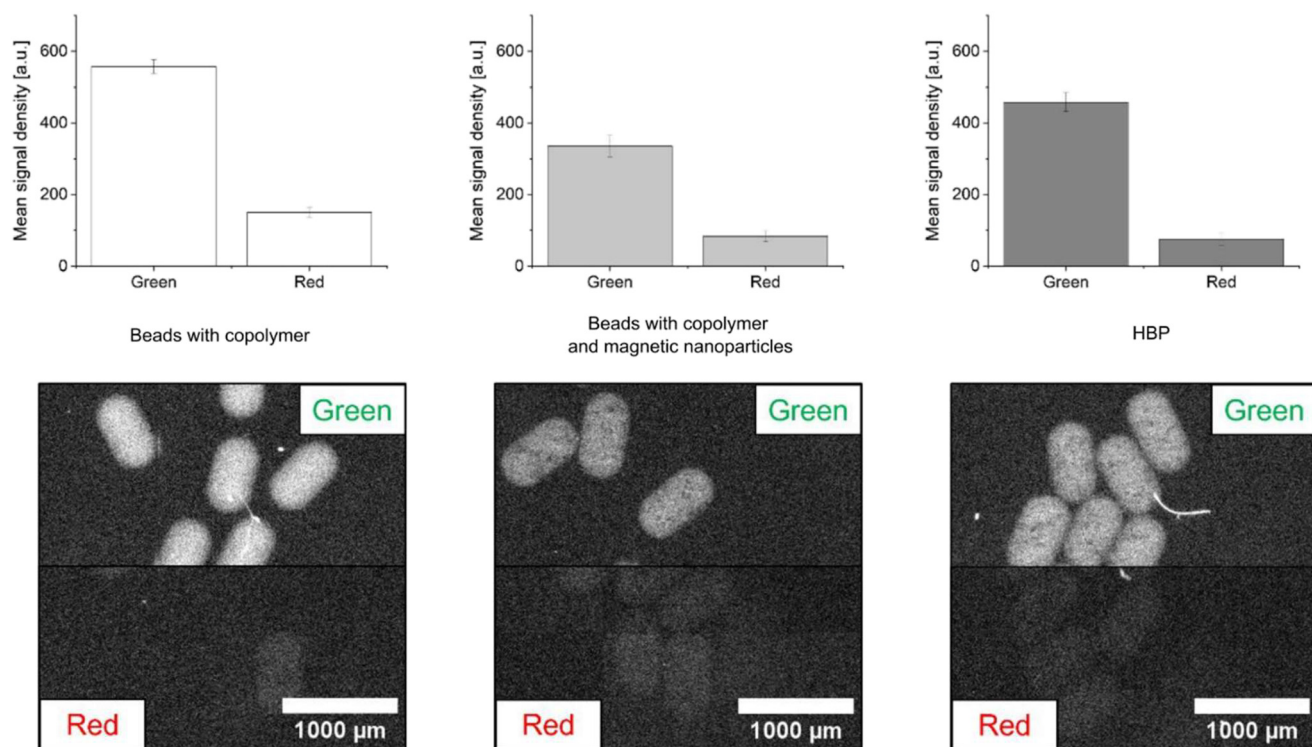 Mean signal density [a.u.]
600
400
200
0
Green
Red
Beads with copolymer
Mean signal density [a.u.]
600
400
200
0
Green
Red
Beads with copolymer
and magnetic nanoparticles
Mean signal density [a.u.]
600
400
200
0
Green
Red
HBP
Green
Red
1000 µm
Green
Red
1000 µm
Green
Red
1000 µm